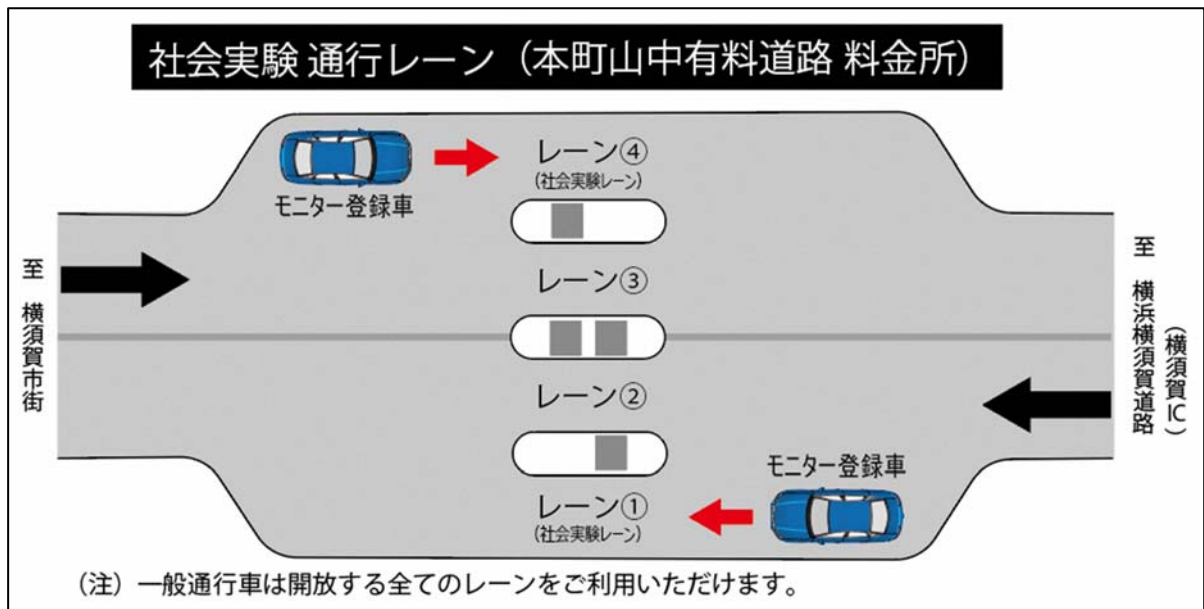 社会実験 通行レーン（本町山中有料道路 料金所）
レーン④
（社会実験レーン）
モニター登録車
至 横須賀市街
レーン③
至 横浜横須賀道路
（横須賀IC）
レーン②
モニター登録車
レーン①
（社会実験レーン）
（注）一般通行車は開放する全てのレーンをご利用いただけます。